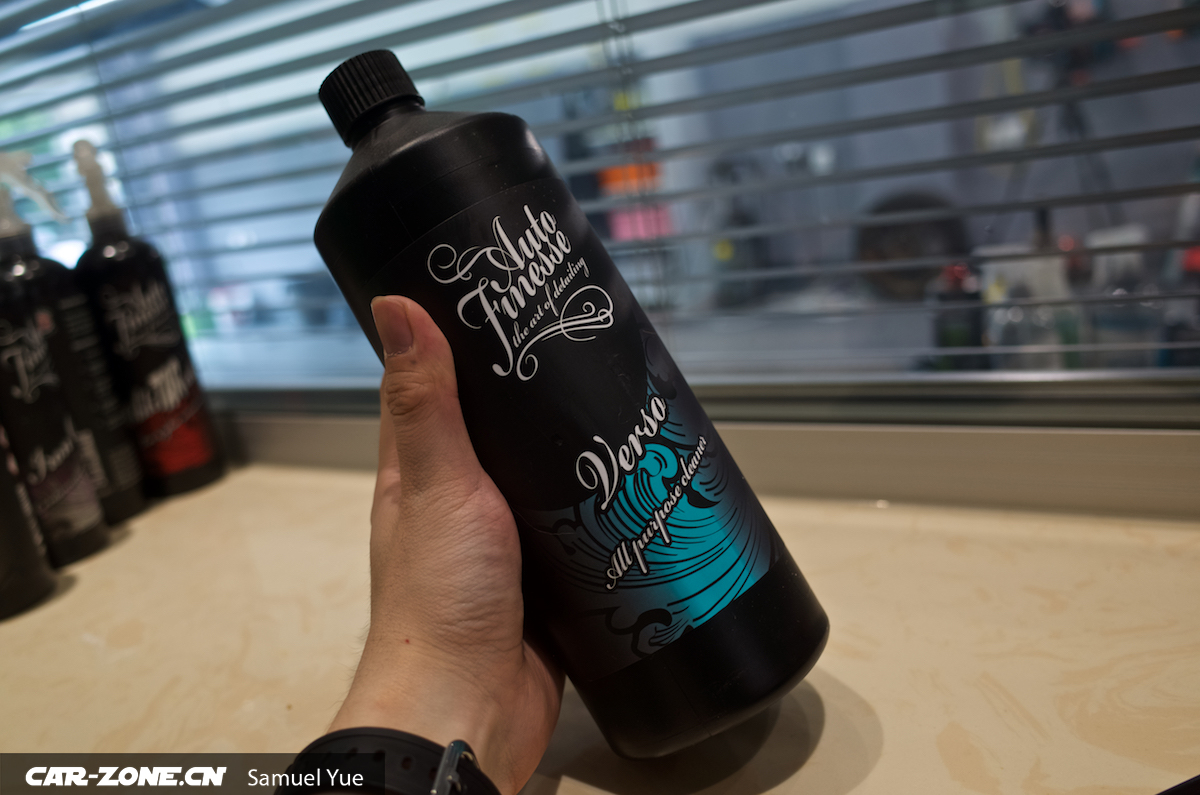 Auto
Finesse
the art of detailing
Verso
All purpose cleaner
CAR-ZONE.CN Samuel Yue